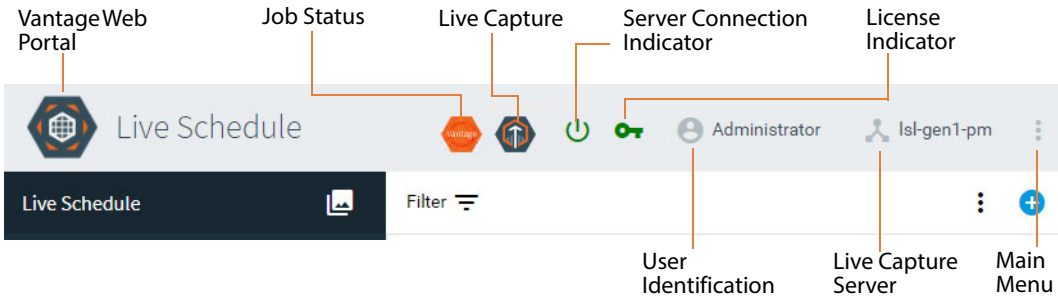 Vantage Web Portal
Job Status
Live Capture
Server Connection Indicator
License Indicator
Live Schedule
Vantage
Administrator
lsl-gen1-pm
Live Schedule
Filter
User Identification
Live Capture Server
Main Menu